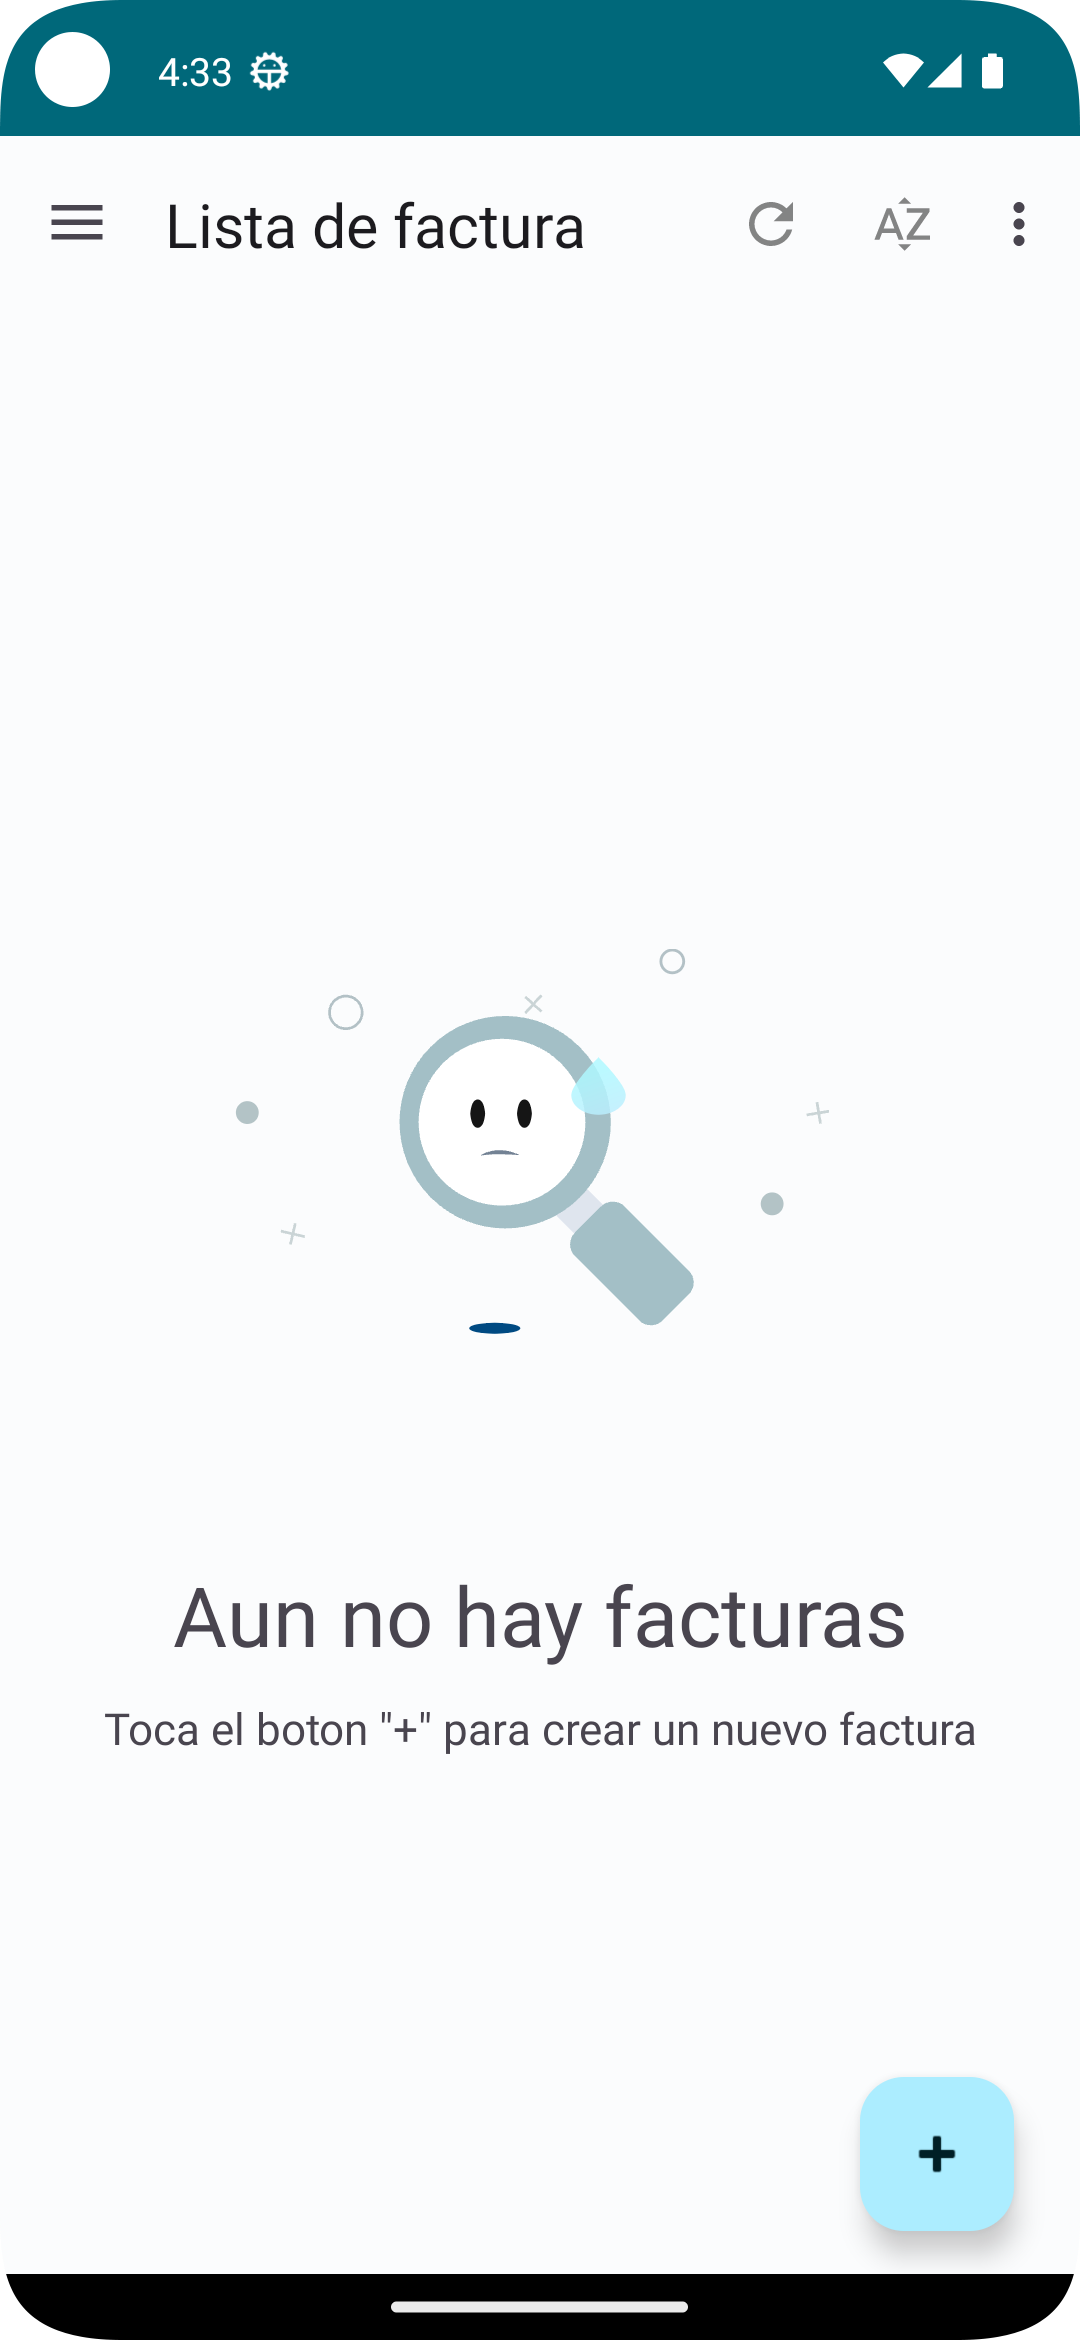 4:33
Lista de factura
AZ
Aun no hay facturas
Toca el boton "+" para crear un nuevo factura
+